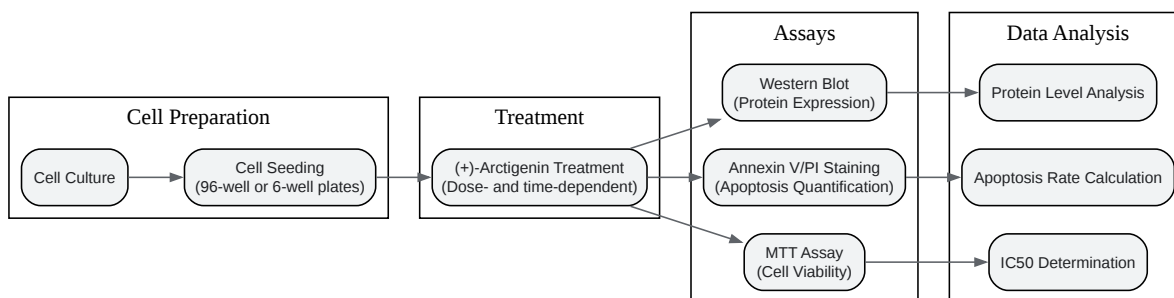 Cell Preparation
Cell Culture
Cell Seeding
(96-well or 6-well plates)
Treatment
(+)-Arctigenin Treatment
(Dose- and time-dependent)
Assays
Western Blot
(Protein Expression)
Annexin V/PI Staining
(Apoptosis Quantification)
MTT Assay
(Cell Viability)
Data Analysis
Protein Level Analysis
Apoptosis Rate Calculation
IC50 Determination